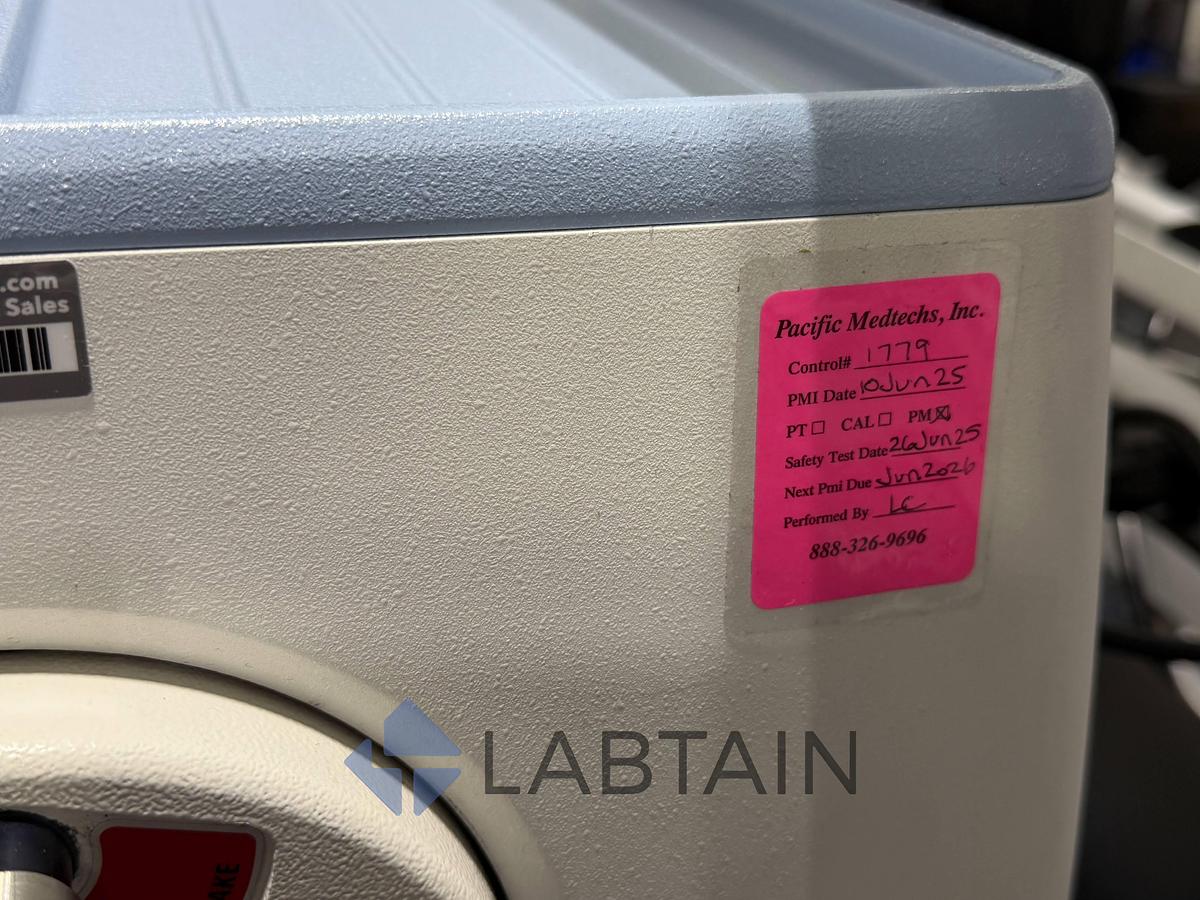 .com
Sales
Pacific Medtechs, Inc.
Control# 1779
PMI Date 10Jun25
PT CAL PM
Safety Test Date 26Jun25
Next Pmi Due Jun2026
Performed By LC
888-326-9696
LABTAIN
AKE